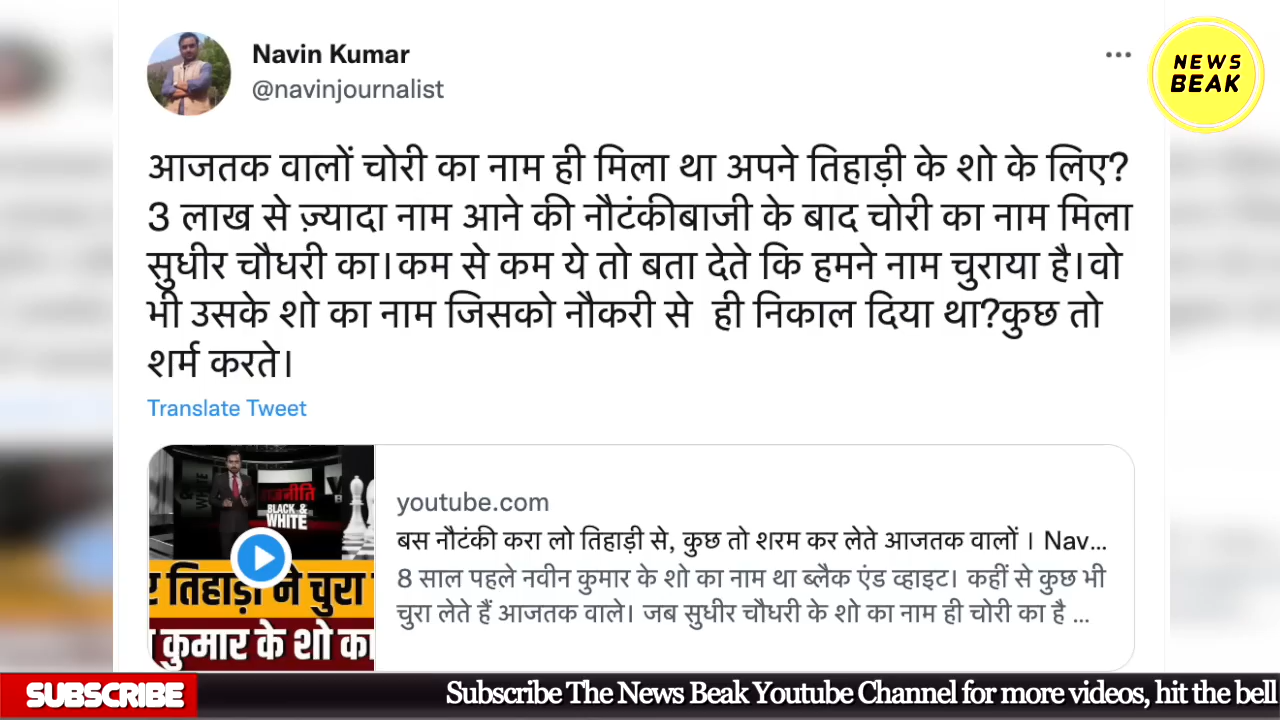 Navin Kumar
@navinjournalist
NEWS
BEAK
आजतक वालों चोरी का नाम ही मिला था अपने तिहाड़ी के शो के लिए?
3 लाख से ज़्यादा नाम आने की नौटंकीबाजी के बाद चोरी का नाम मिला
सुधीर चौधरी का।कम से कम ये तो बता देते कि हमने नाम चुराया है।वो
भी उसके शो का नाम जिसको नौकरी से ही निकाल दिया था?कुछ तो
शर्म करते।
Translate Tweet
BLACK &
WHITE
तिहाड़ी ने चुरा
कुमार के शो का
youtube.com
बस नौटंकी करा लो तिहाड़ी से, कुछ तो शरम कर लेते आजतक वालों । Nav...
8 साल पहले नवीन कुमार के शो का नाम था ब्लैक एंड व्हाइट। कहीं से कुछ भी
चुरा लेते हैं आजतक वाले। जब सुधीर चौधरी के शो का नाम ही चोरी का है ...
SUBSCRIBE
Subscribe The News Beak Youtube Channel for more videos, hit the bell